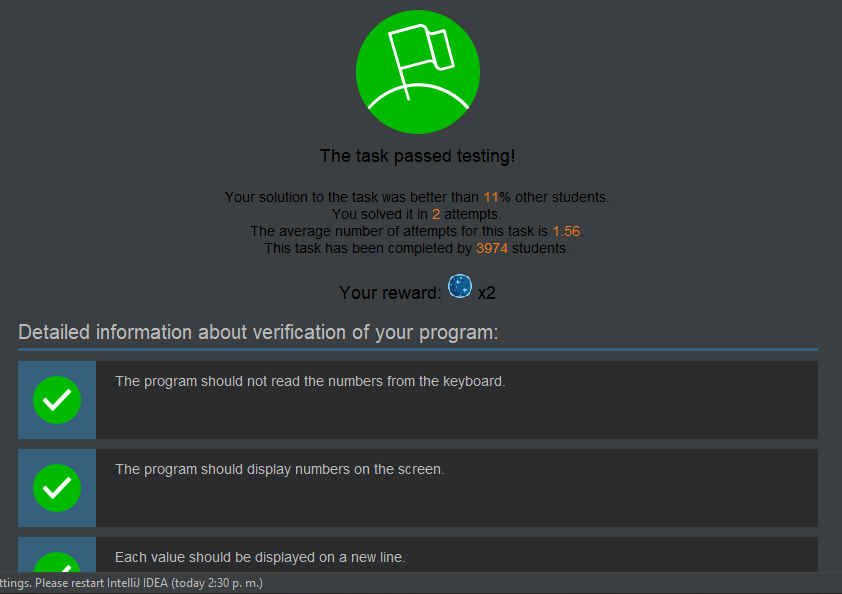 The task passed testing!
Your solution to the task was better than 11% other students.
You solved it in 2 attempts.
The average number of attempts for this task is 1.56
This task has been completed by 3974 students.
Your reward: x2
Detailed information about verification of your program:
The program should not read the numbers from the keyboard.
The program should display numbers on the screen.
Each value should be displayed on a new line.
ttings. Please restart IntelliJ IDEA (today 2:30 p. m.)